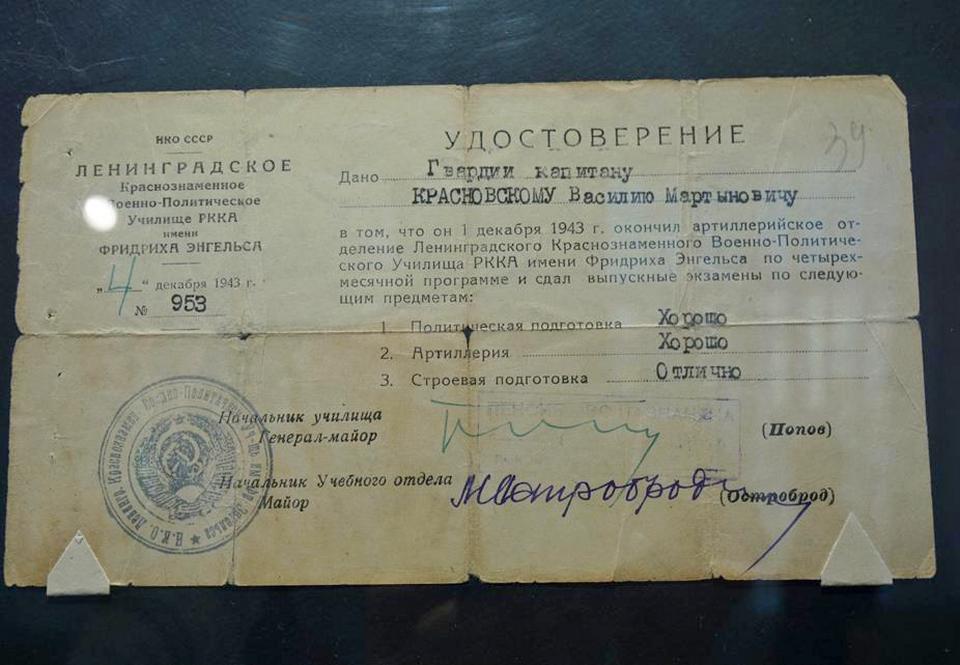 НКО СССР
ЛЕНИНГРАДСКОЕ
Краснознаменное
Военно-Политическое
Училище РККА
имени
ФРИДРИХА ЭНГЕЛЬСА
„4“ декабря 1943 г.
№ 953
УДОСТОВЕРЕНИЕ
39
Дано Гвардии капитану
КРАСНОВСКОМУ Василию Мартыновичу
в том, что он 1 декабря 1943 г. окончил артиллерийское от-
деление Ленинградского Краснознаменного Военно-Политиче-
ского Училища РККА имени Фридриха Энгельса по четырех-
месячной программе и сдал выпускные экзамены по следую-
щим предметам:
1. Политическая подготовка Хорошо
2. Артиллерия Хорошо
3. Строевая подготовка Отлично
Начальник училища
Генерал-майор (Попов)
Начальник Учебного отдела
Майор (Остроброд)